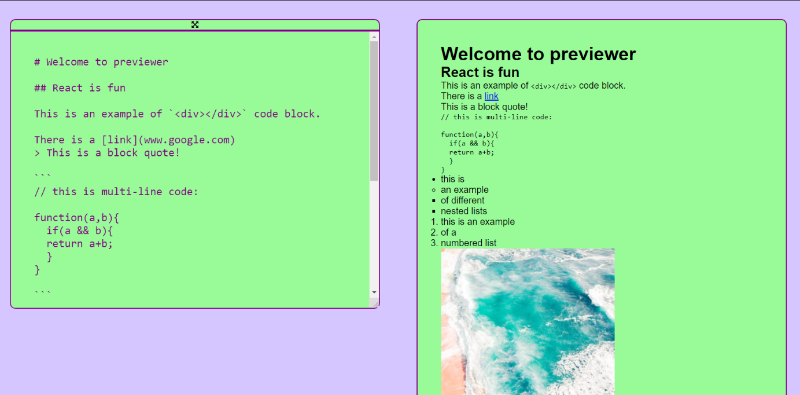 # Welcome to previewer
## React is fun
This is an example of `<div></div>` code block.
There is a [link](www.google.com)
> This is a block quote!
```
// this is multi-line code:
function(a,b){
  if(a && b){
  return a+b;
  }
}
```
Welcome to previewer
React is fun
This is an example of <div></div> code block.
There is a link
This is a block quote!
// this is multi-line code:
function(a,b){
  if(a && b){
  return a+b;
  }
}
this is
an example
of different
nested lists
1. this is an example
2. of a
3. numbered list